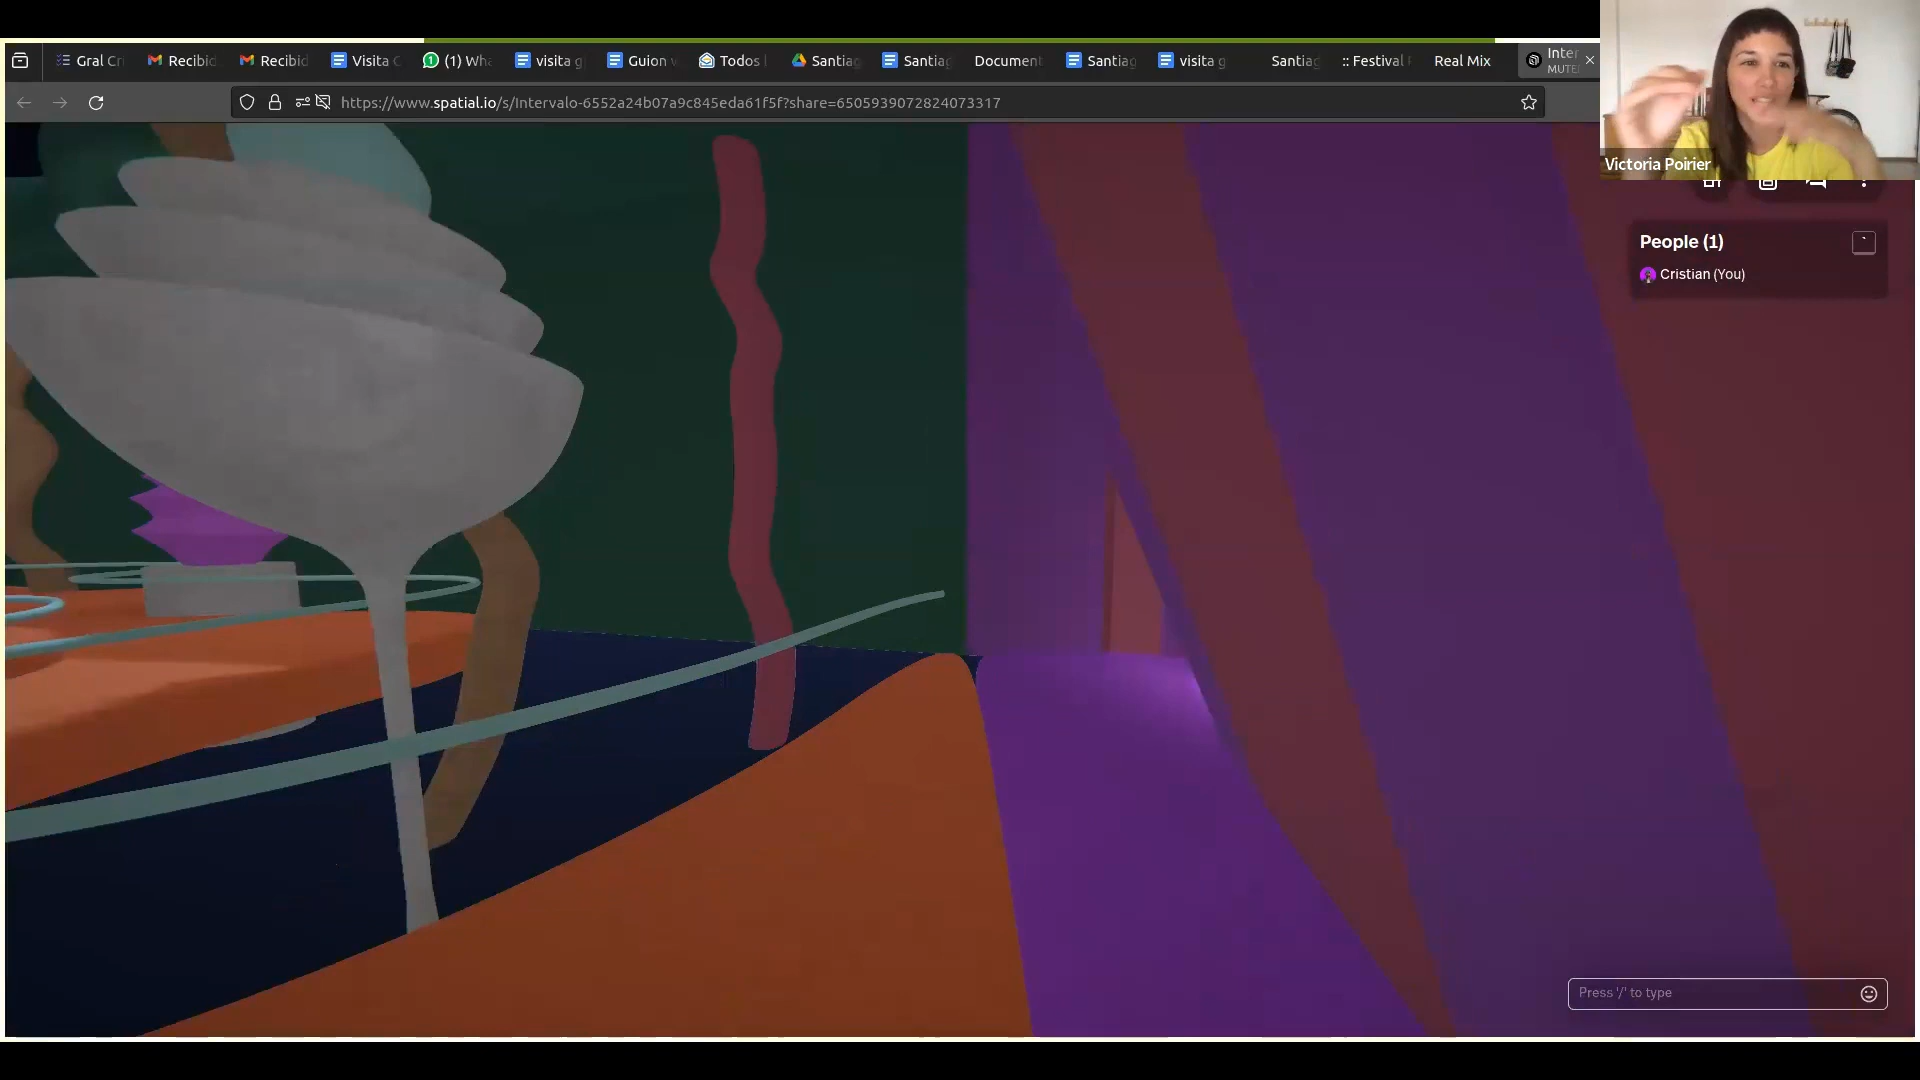 Gral Cr
Recibid
Recibid
Visita
(1) Wha
visita g
Guion
Todos
Santiag
Santiag
Document
Santiag
visita g
Santiag
:: Festival
Real Mix
Inter
MUTE
https://www.spatial.io/s/Intervalo-6552a24b07a9c845eda61f5f?share=6505939072824073317
Victoria Poirier
People (1)
Cristian (You)
Press '/' to type